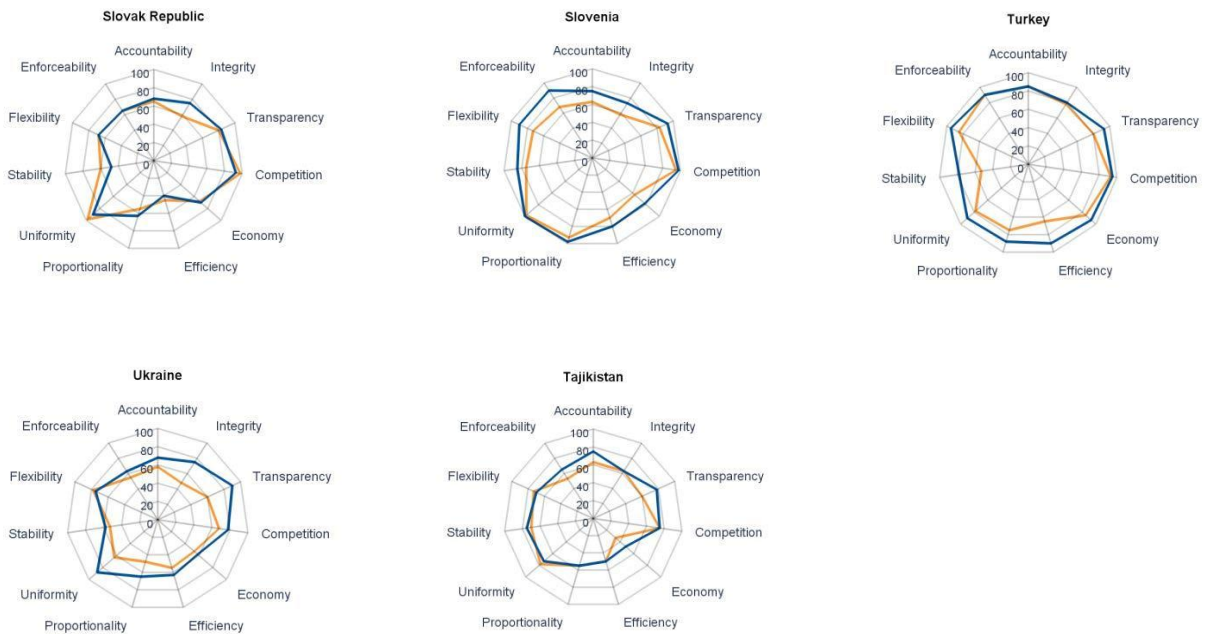 Slovak Republic
Accountability
Enforceability
Integrity
Flexibility
Transparency
Stability
Competition
Uniformity
Economy
Proportionality
Efficiency
100
80
60
40
20
0
Slovenia
Accountability
Enforceability
Integrity
Flexibility
Transparency
Stability
Competition
Uniformity
Economy
Proportionality
Efficiency
100
80
60
40
20
0
Turkey
Accountability
Enforceability
Integrity
Flexibility
Transparency
Stability
Competition
Uniformity
Economy
Proportionality
Efficiency
100
80
60
40
20
0
Ukraine
Accountability
Enforceability
Integrity
Flexibility
Transparency
Stability
Competition
Uniformity
Economy
Proportionality
Efficiency
100
80
60
40
20
0
Tajikistan
Accountability
Enforceability
Integrity
Flexibility
Transparency
Stability
Competition
Uniformity
Economy
Proportionality
Efficiency
100
80
60
40
20
0